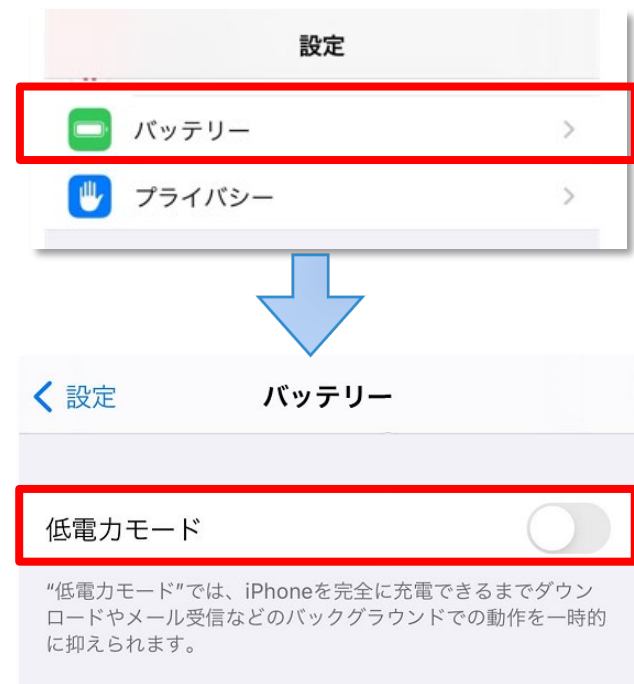 設定
バッテリー
プライバシー
設定
バッテリー
低電力モード
“低電力モード”では、iPhoneを完全に充電できるまでダウン
ロードやメール受信などのバックグラウンドでの動作を一時的
に抑えられます。